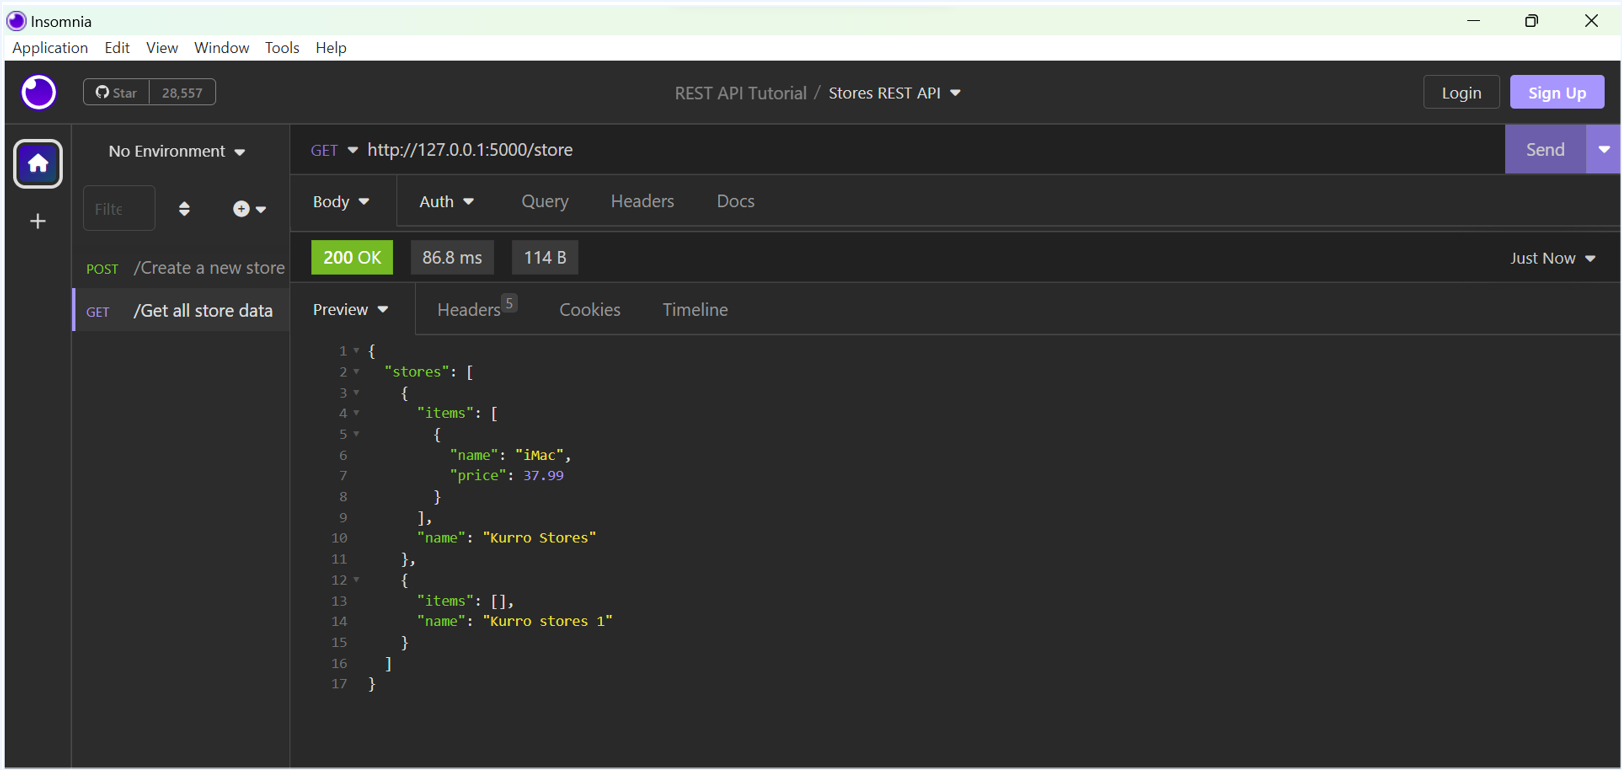 Insomnia
Application Edit View Window Tools Help
Star 28,557
REST API Tutorial / Stores REST API
Login Sign Up
No Environment
GET http://127.0.0.1:5000/store
Send
Body Auth Query Headers Docs
Filte
POST /Create a new store
GET /Get all store data
200 OK 86.8 ms 114 B
Just Now
Preview Headers 5 Cookies Timeline
1 {
2 "stores": [
3 {
4 "items": [
5 {
6 "name": "iMac",
7 "price": 37.99
8 }
9 ],
10 "name": "Kurro Stores"
11 },
12 {
13 "items": [],
14 "name": "Kurro stores 1"
15 }
16 ]
17 }